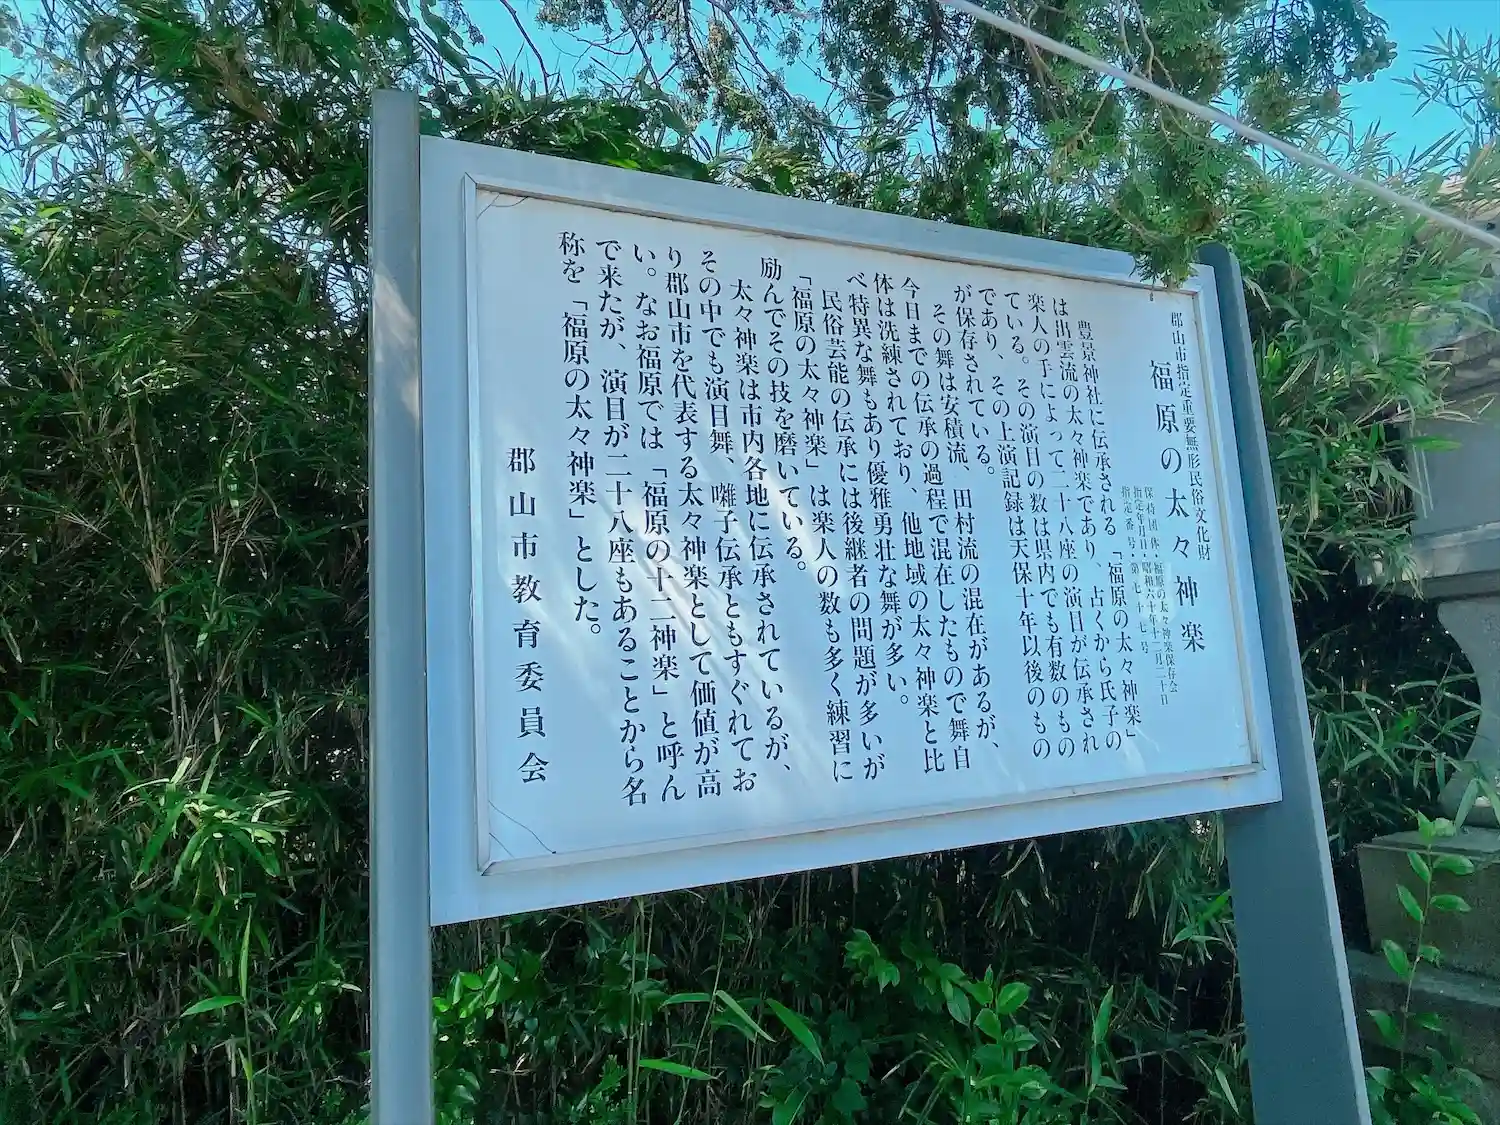 郡山市指定重要無形民俗文化財
福原の太々神楽
保持団体・福原の太々神楽保存会
指定年月日・昭和六十年十二月二十日
指定番号・第七十七号
豊景神社に伝承される「福原の太々神楽」
は出雲流の太々神楽であり、占くから氏子の
楽人の手によって二十八座の演目が伝承され
ている。その演目の数は県内でも有数のもの
であり、その上演記録は天保十年以後のもの
が保存されている。
その舞は安積流、田村流の混在があるが、
今日までの伝承の過程で混在したもので舞自
体は洗練されており、他地域の太々神楽と比
べ特異な舞もあり優雅勇壮な舞が多い。
民俗芸能の伝承には後継者の問題が多いが
「福原の太々神楽」は楽人の数も多く練習に
励んでその技を磨いている。
太々神楽は市内各地に伝承されているが、
その中でも演目舞、囃子伝承ともすぐれてお
り郡山市を代表する太々神楽として価値が高
い。なお福原では「福原の十二神楽」と呼ん
で来たが、演目が二十八座もあることから名
称を「福原の太々神楽」とした。
郡山市教育委員会